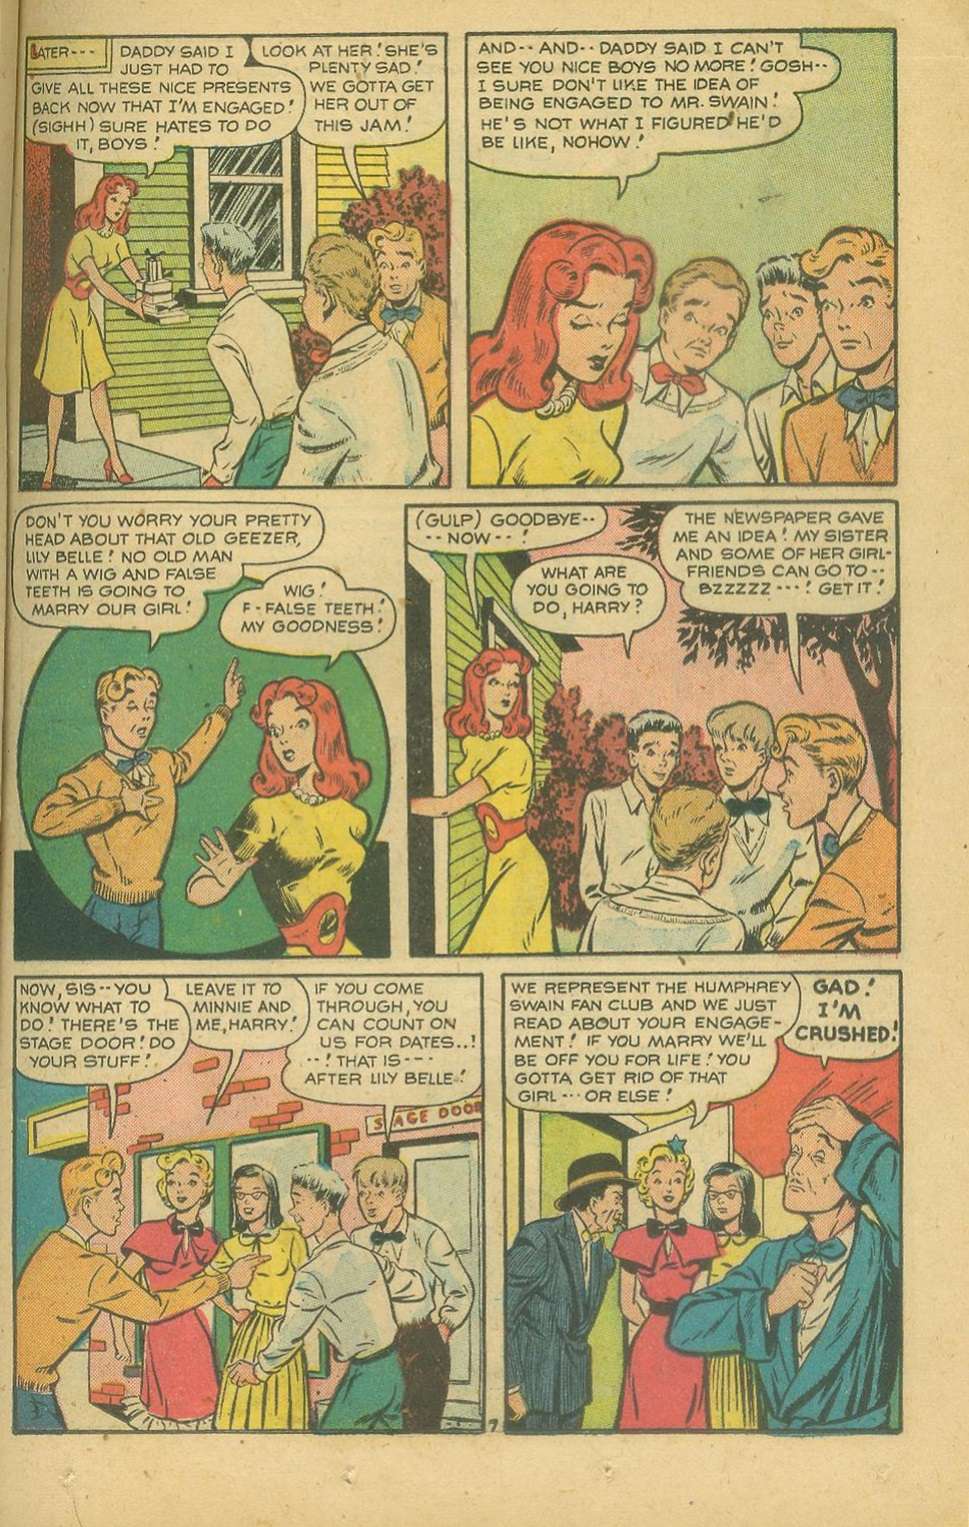 LATER---
DADDY SAID I
JUST HAD TO
GIVE ALL THESE NICE PRESENTS
BACK NOW THAT I'M ENGAGED!
(SIGHH) SURE HATES TO DO
IT, BOYS!
LOOK AT HER! SHE'S
PLENTY SAD!
WE GOTTA GET
HER OUT OF
THIS JAM!
AND--AND--DADDY SAID I CAN'T
SEE YOU NICE BOYS NO MORE! GOSH--
I SURE DON'T LIKE THE IDEA OF
BEING ENGAGED TO MR. SWAIN!
HE'S NOT WHAT I FIGURED HE'D
BE LIKE, NOHOW!
DON'T YOU WORRY YOUR PRETTY
HEAD ABOUT THAT OLD GEEZER,
LILY BELLE! NO OLD MAN
WITH A WIG AND FALSE
TEETH IS GOING TO
MARRY OUR GIRL!
WIG!
F-FALSE TEETH!
MY GOODNESS!
(GULP) GOODBYE--
--NOW--!
WHAT ARE
YOU GOING TO
DO, HARRY?
THE NEWSPAPER GAVE
ME AN IDEA! MY SISTER
AND SOME OF HER GIRL-
FRIENDS CAN GO TO--
BZZZZZ ---! GET IT!
NOW, SIS--YOU
KNOW WHAT TO
DO! THERE'S THE
STAGE DOOR! DO
YOUR STUFF!
LEAVE IT TO
MINNIE AND
ME, HARRY!
IF YOU COME
THROUGH, YOU
CAN COUNT ON
US FOR DATES..!
--! THAT IS----
AFTER LILY BELLE!
STAGE DOOR
7
WE REPRESENT THE HUMPHREY
SWAIN FAN CLUB AND WE JUST
READ ABOUT YOUR ENGAGE-
MENT! IF YOU MARRY WE'LL
BE OFF YOU FOR LIFE! YOU
GOTTA GET RID OF THAT
GIRL---OR ELSE!
GAD!
I'M
CRUSHED!